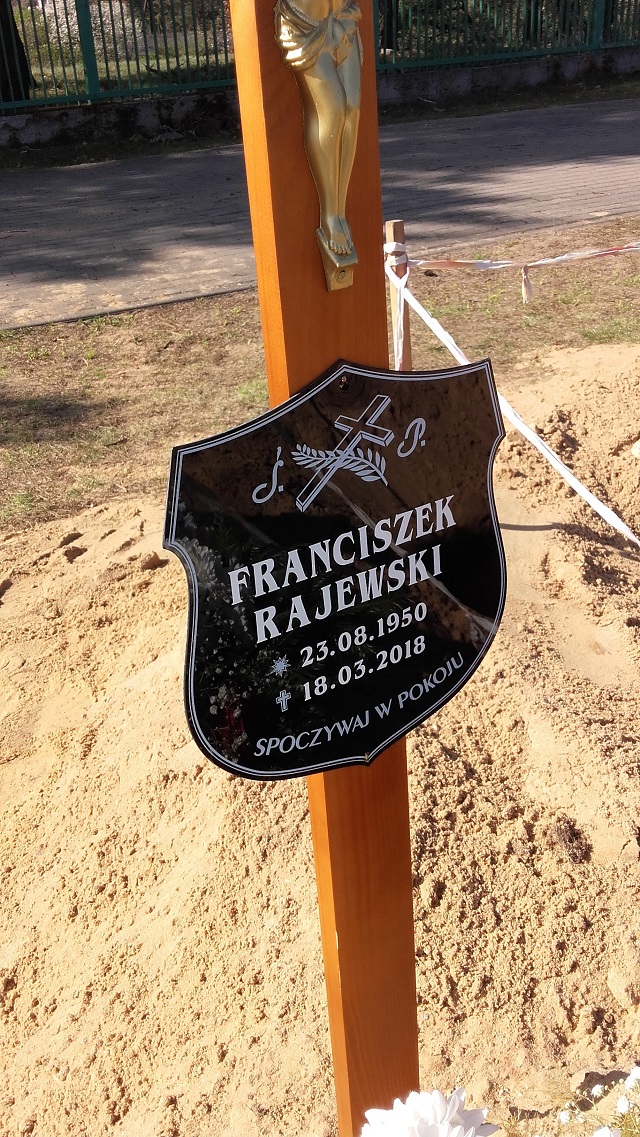 Ś. P.
FRANCISZEK
RAJEWSKI
23.08.1950
18.03.2018
SPOCZYWAJ W POKOJU